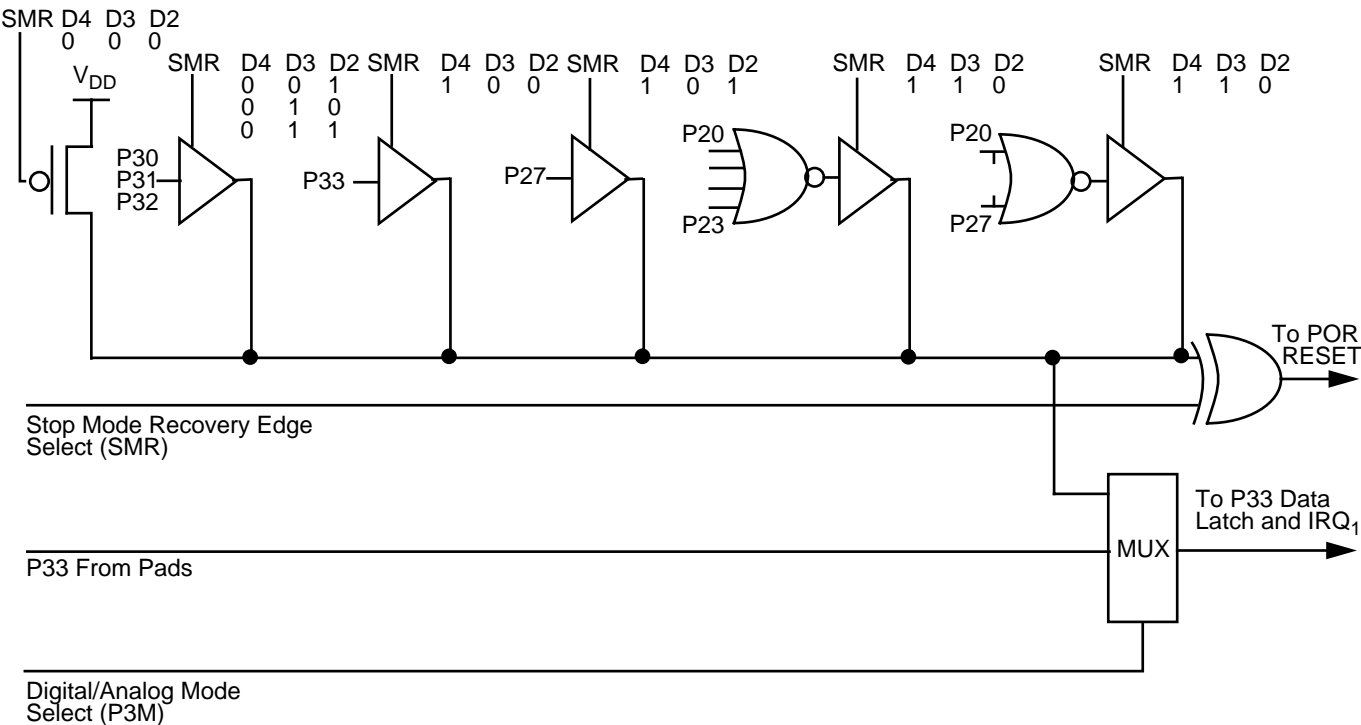 SMR D4 D3 D2
0 0 0
VDD
SMR D4 D3 D2
0 0 1
0 1 0
0 1 1
SMR D4 D3 D2
1 0 0
SMR D4 D3 D2
1 0 1
SMR D4 D3 D2
1 1 0
SMR D4 D3 D2
1 1 0
P30
P31
P32
P33
P27
P20
P23
P20
P27
To POR
RESET
Stop Mode Recovery Edge
Select (SMR)
To P33 Data
Latch and IRQ1
MUX
P33 From Pads
Digital/Analog Mode
Select (P3M)